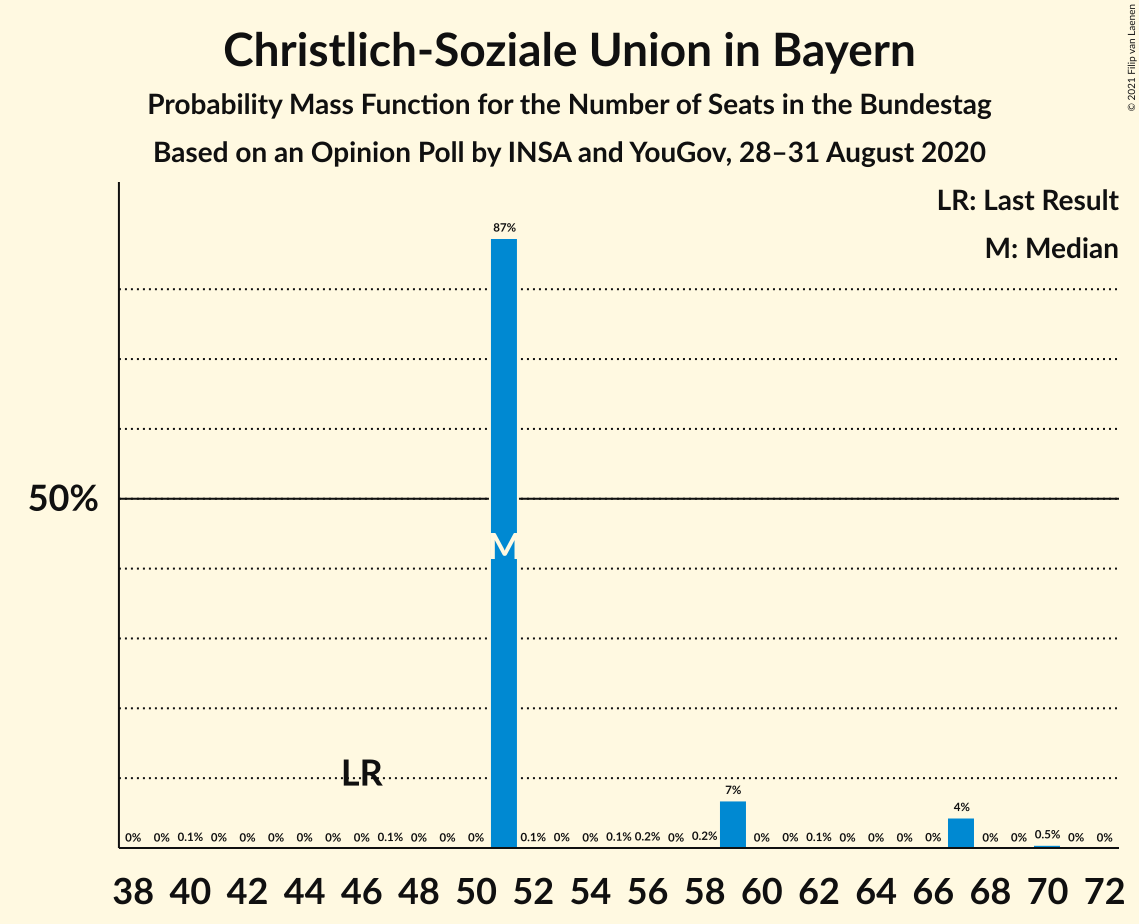 Christlich-Soziale Union in Bayern
Probability Mass Function for the Number of Seats in the Bundestag
Based on an Opinion Poll by INSA and YouGov, 28–31 August 2020
© 2021 Filip van Laenen
LR: Last Result
M: Median
87%
50%
M
LR
7%
4%
0% 0% 0.1% 0% 0% 0% 0% 0% 0% 0.1% 0% 0% 0% 0.1% 0% 0% 0.1% 0.2% 0% 0.2% 0% 0% 0.1% 0% 0% 0% 0% 0% 0% 0.5% 0% 0%
38 40 42 44 46 48 50 52 54 56 58 60 62 64 66 68 70 72